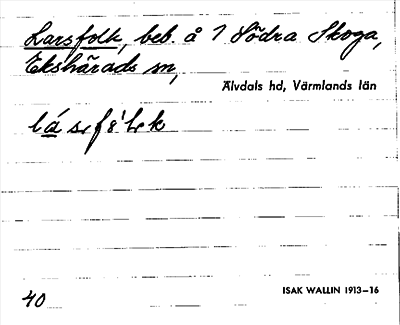 Larsfolk, beb. å 1 Södra Skoga,
Ekshärads sn,
Älvdals hd, Värmlands län
40
ISAK WALLIN 1913–16